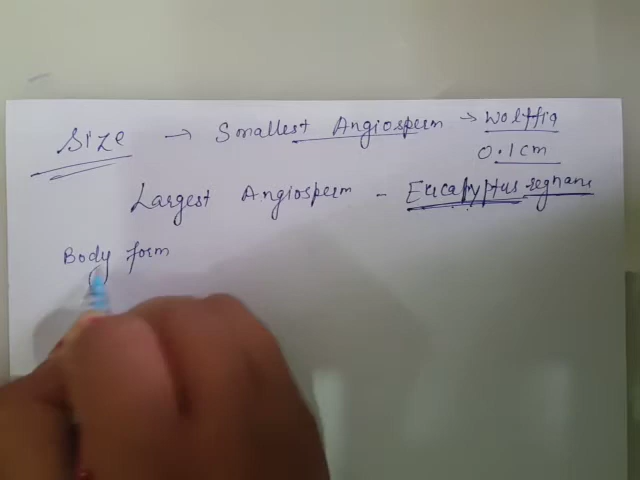 Size → Smallest Angiosperm → Wolffia
0.1cm
Largest Angiosperm - Eucalyptus regnans
Body form
(